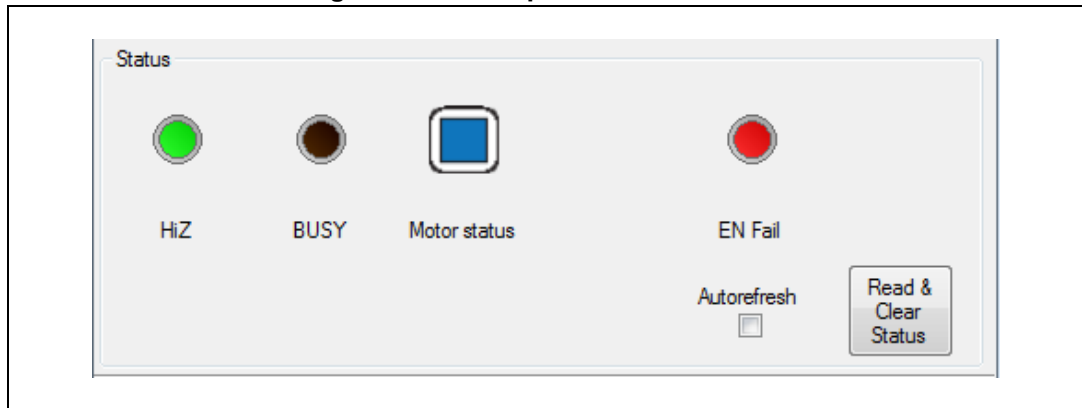 Status
HiZ
BUSY
Motor status
EN Fail
Autorefresh
Read &
Clear
Status